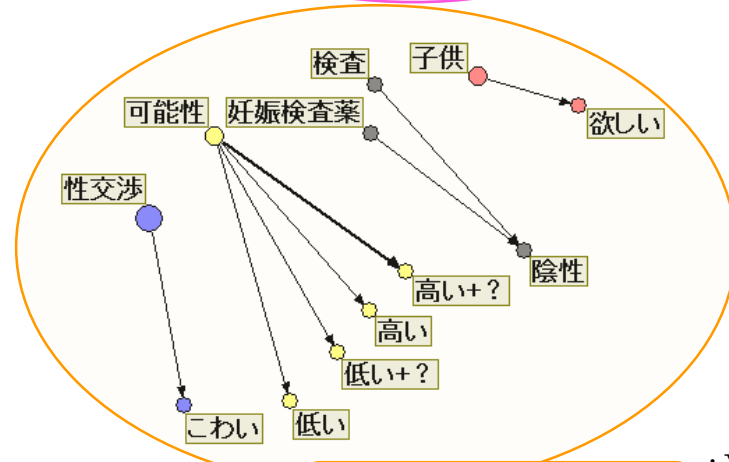 検査
子供
可能性
妊娠検査薬
欲しい
性交渉
陰性
高い+？
高い
低い+？
こわい
低い